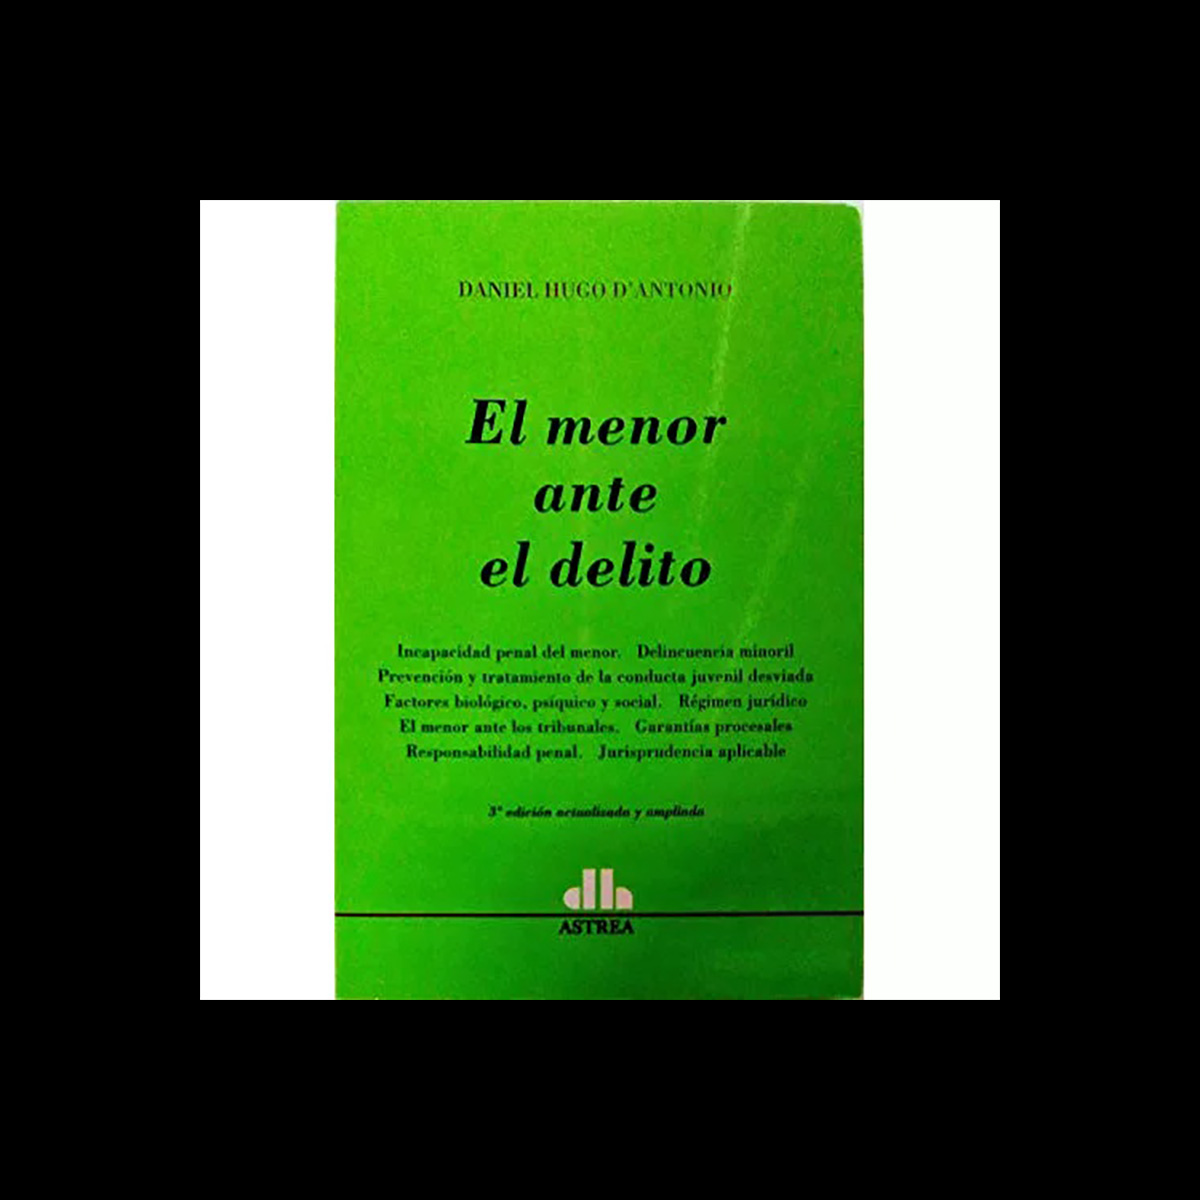 DANIEL HUGO D'ANTONIO
El menor
ante
el delito
Incapacidad penal del menor. Delincuencia minoril
Prevención y tratamiento de la conducta juvenil desviada
Factores biológico, psíquico y social. Régimen jurídico
El menor ante los tribunales. Garantías procesales
Responsabilidad penal. Jurisprudencia aplicable
3ª edición actualizada y ampliada
ASTREA